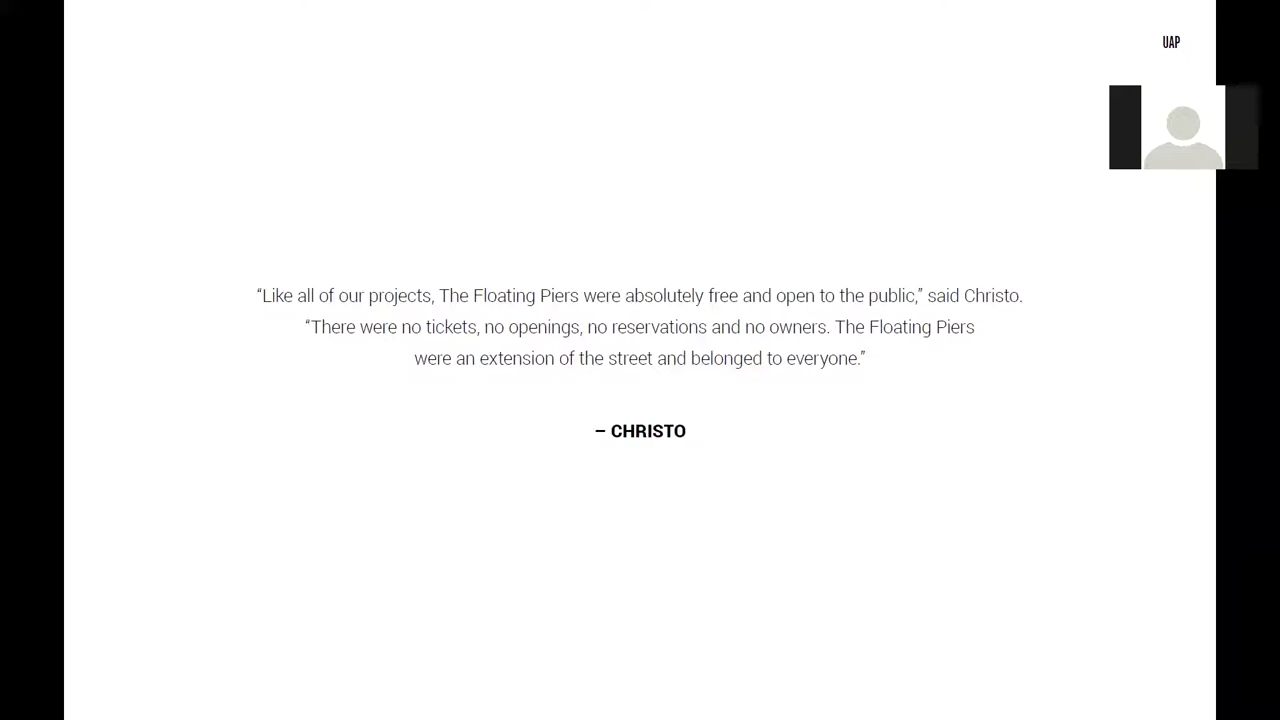 UAP
“Like all of our projects, The Floating Piers were absolutely free and open to the public,” said Christo.
“There were no tickets, no openings, no reservations and no owners. The Floating Piers
were an extension of the street and belonged to everyone.”
– CHRISTO